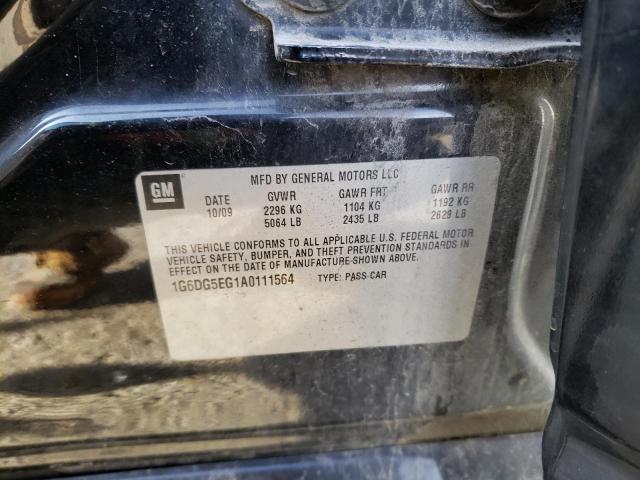 GM
MFD BY GENERAL MOTORS LLC
DATE GVWR GAWR FRT GAWR RR
10/09 2296 KG 1104 KG 1192 KG
5064 LB 2435 LB 2629 LB
THIS VEHICLE CONFORMS TO ALL APPLICABLE U.S. FEDERAL MOTOR
VEHICLE SAFETY, BUMPER, AND THEFT PREVENTION STANDARDS IN
EFFECT ON THE DATE OF MANUFACTURE SHOWN ABOVE.
1G6DG5EG1A0111564 TYPE: PASS-CAR